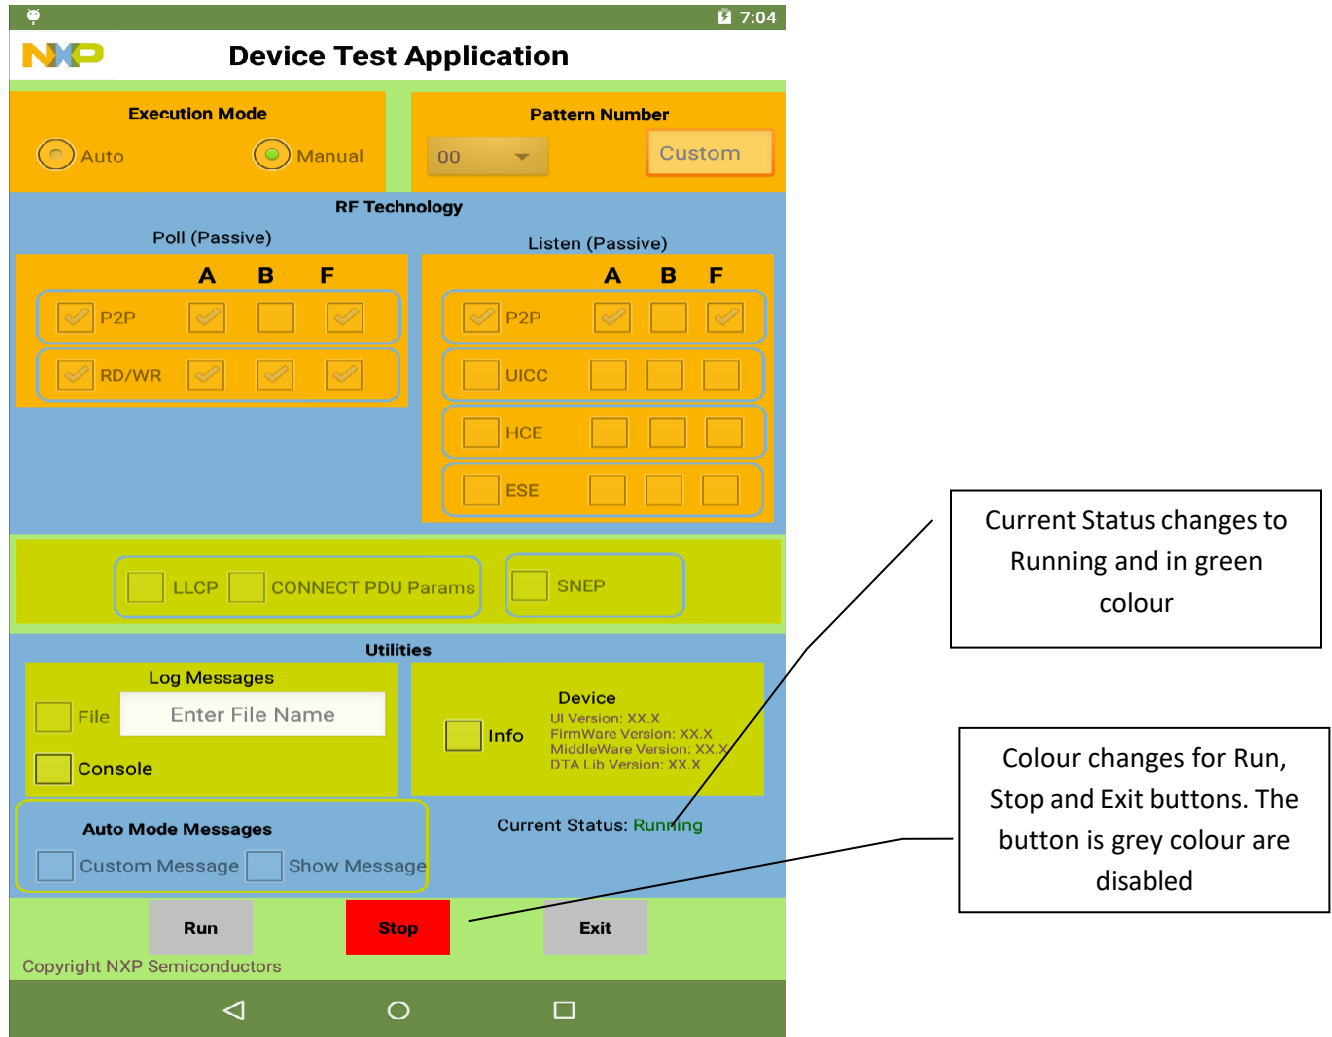 7:04
NXP
Device Test Application
Execution Mode
Auto
Manual
Pattern Number
00
Custom
RF Technology
Poll (Passive)
A B F
P2P
RD/WR
Listen (Passive)
A B F
P2P
UICC
HCE
ESE
LLCP
CONNECT PDU Params
SNEP
Utilities
Log Messages
File
Enter File Name
Console
Info
Device
UI Version: XX.X
FirmWare Version: XX.X
MiddleWare Version: XX.X
DTA Lib Version: XX.X
Auto Mode Messages
Custom Message
Show Message
Current Status: Running
Run
Stop
Exit
Copyright NXP Semiconductors
Current Status changes to
Running and in green
colour
Colour changes for Run,
Stop and Exit buttons. The
button is grey colour are
disabled